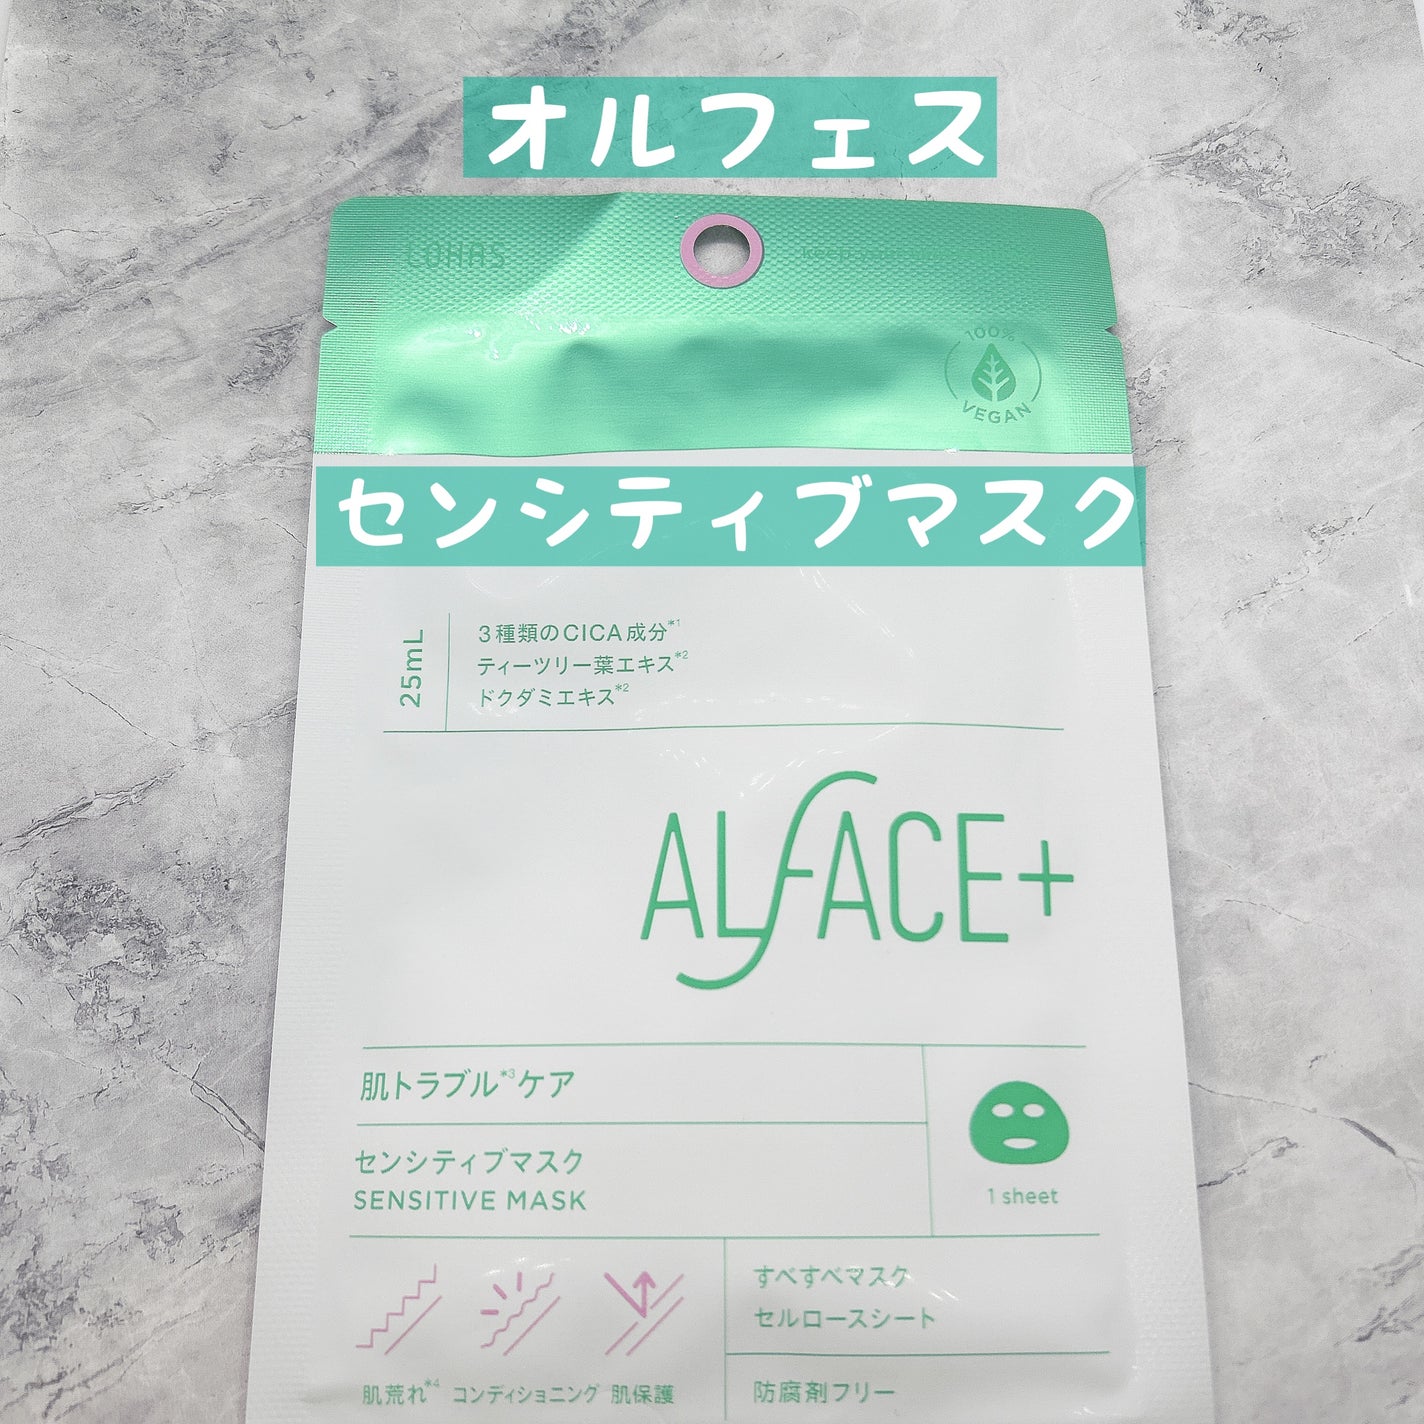 オルフェス
LOHAS
100%
VEGAN
センシティブマスク
25mL
3種類のCICA成分*1
ティーツリー葉エキス*2
ドクダミエキス*2
ALFACE+
肌トラブル*3ケア
センシティブマスク
SENSITIVE MASK
1 sheet
肌荒れ*4 コンディショニング 肌保護
すべすべマスク
セルロースシート
防腐剤フリー